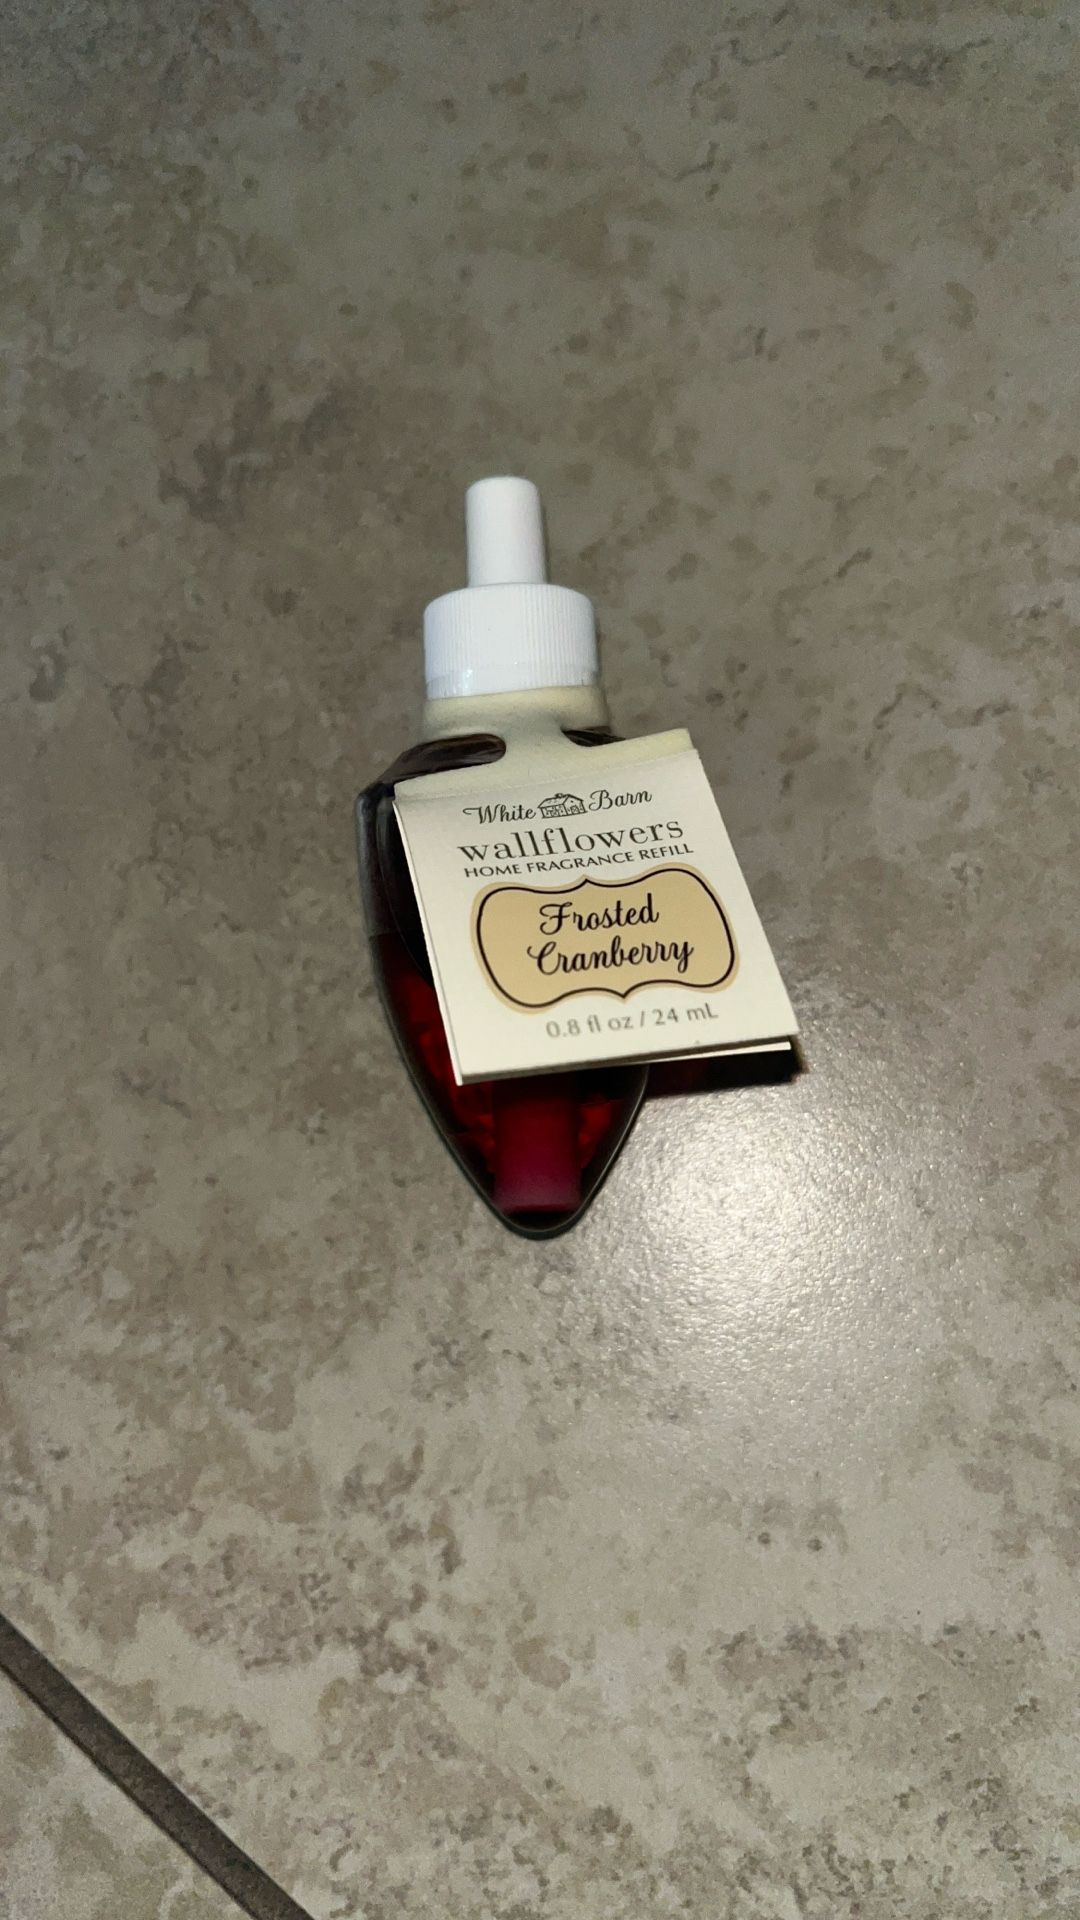 White Barn
wallflowers
HOME FRAGRANCE REFILL
Frosted
Cranberry
0.8 fl oz / 24 mL